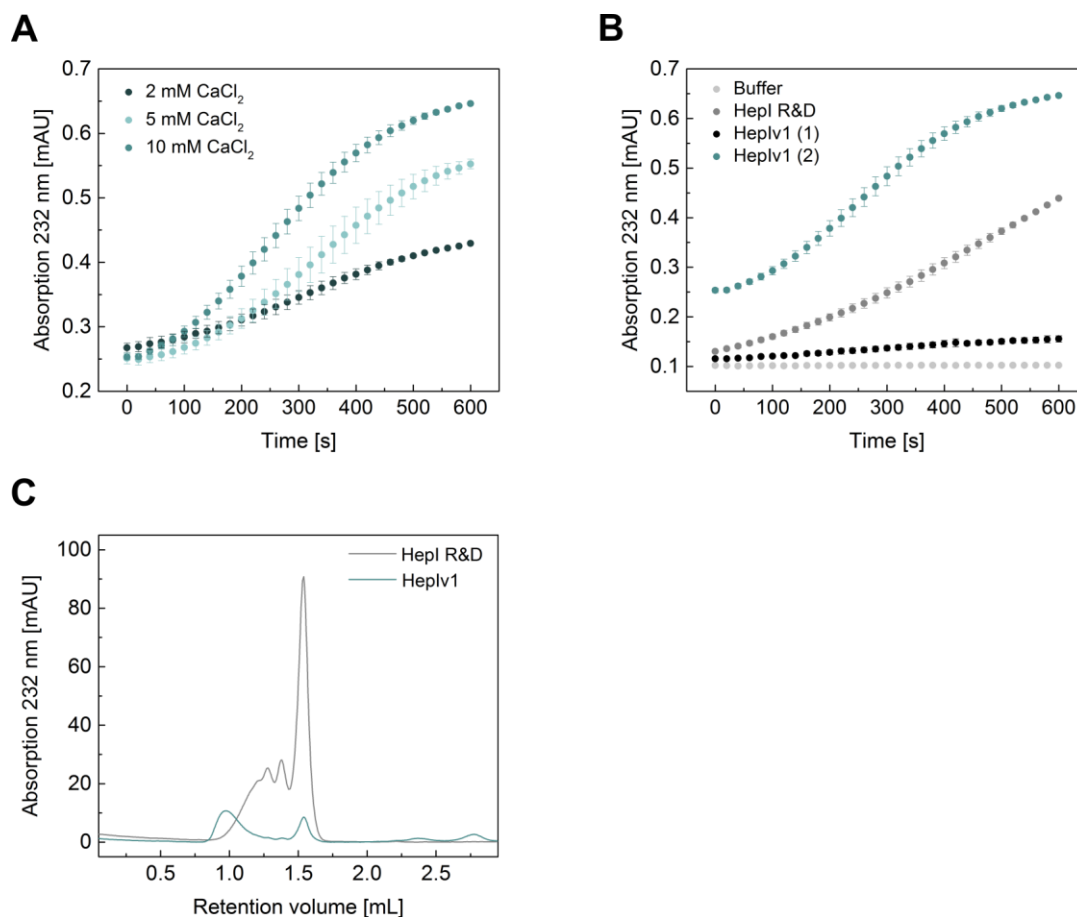 A
0.7
0.6
0.5
0.4
0.3
0.2
Absorption 232 nm [mAU]
2 mM CaCl₂
5 mM CaCl₂
10 mM CaCl₂
0 100 200 300 400 500 600
Time [s]
B
0.7
0.5
0.4
0.3
0.1
Absorption 232 nm [mAU]
Buffer
HepI R&D
HepIv1 (1)
HepIv1 (2)
0 100 200 300 400 500 600
Time [s]
C
100
80
60
40
20
0
Absorption 232 nm [mAU]
HepI R&D
HepIv1
0.5 1.0 1.5 2.0 2.5
Retention volume [mL]